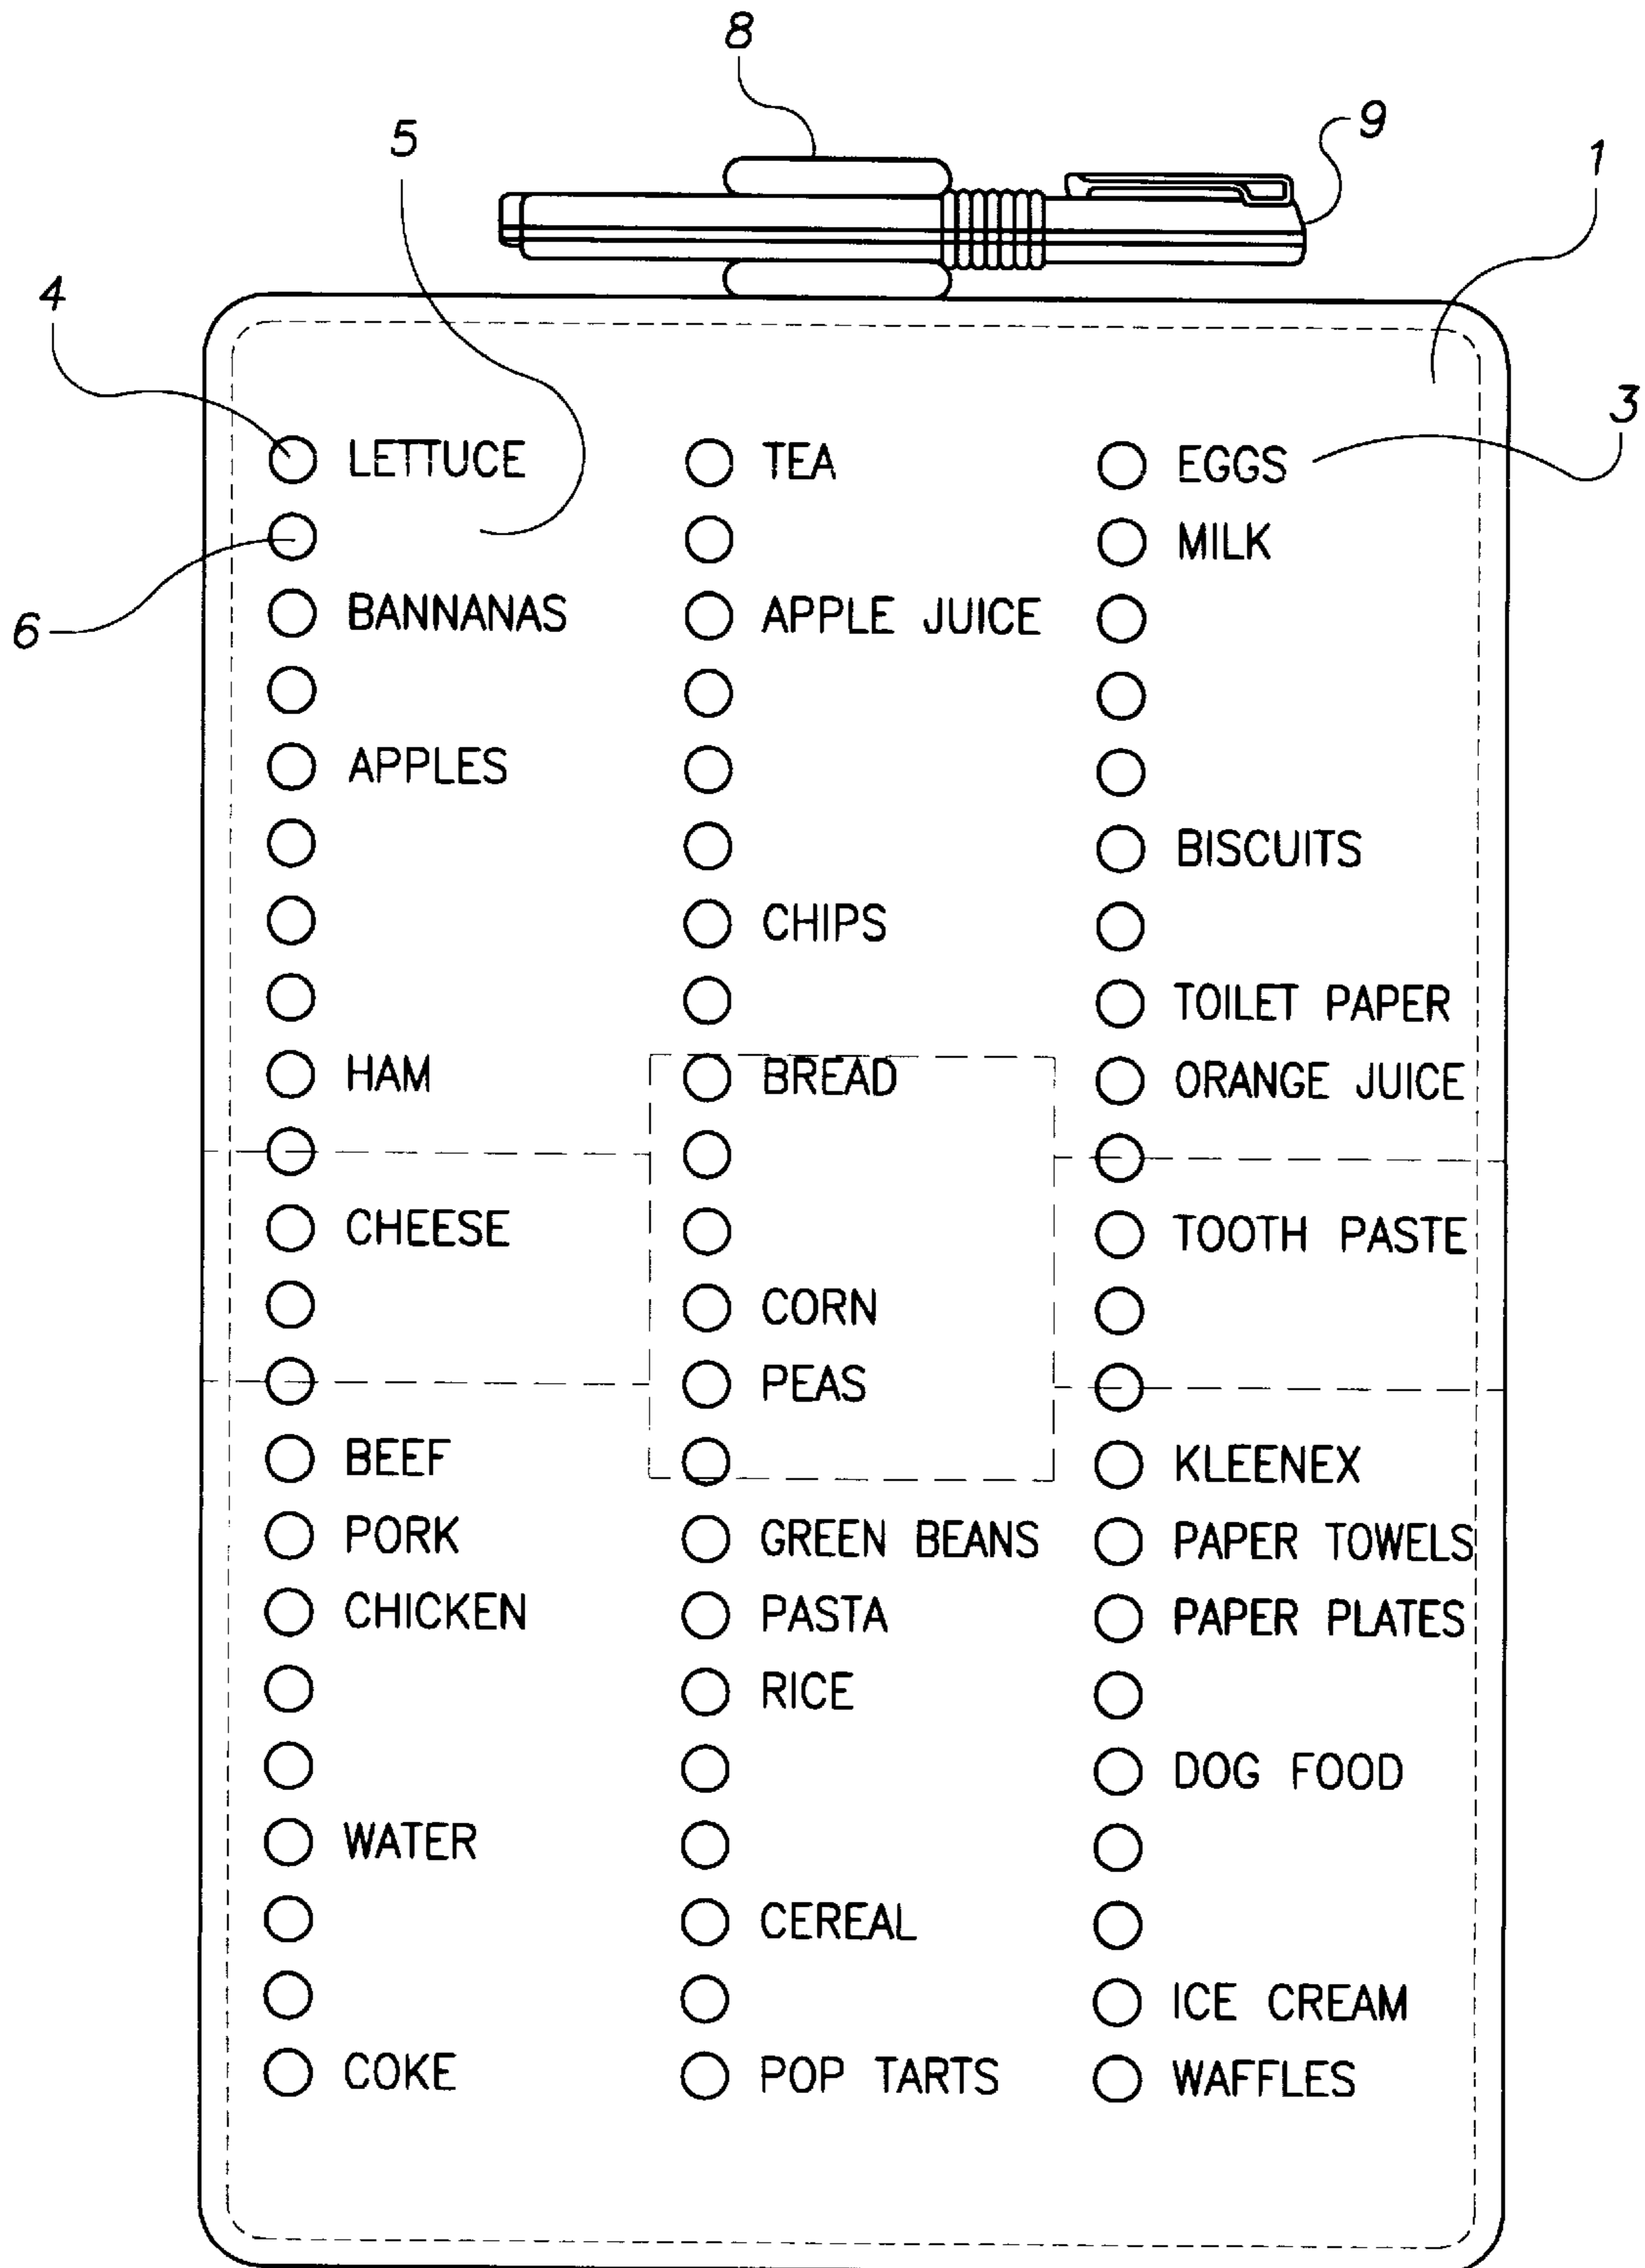 8
5
9
1
4
3
LETTUCE TEA EGGS
MILK
6
BANNANAS APPLE JUICE
APPLES
BISCUITS
CHIPS
TOILET PAPER
HAM BREAD ORANGE JUICE
CHEESE TOOTH PASTE
CORN
PEAS
BEEF KLEENEX
PORK GREEN BEANS PAPER TOWELS
CHICKEN PASTA PAPER PLATES
RICE
DOG FOOD
WATER
CEREAL
ICE CREAM
COKE POP TARTS WAFFLES